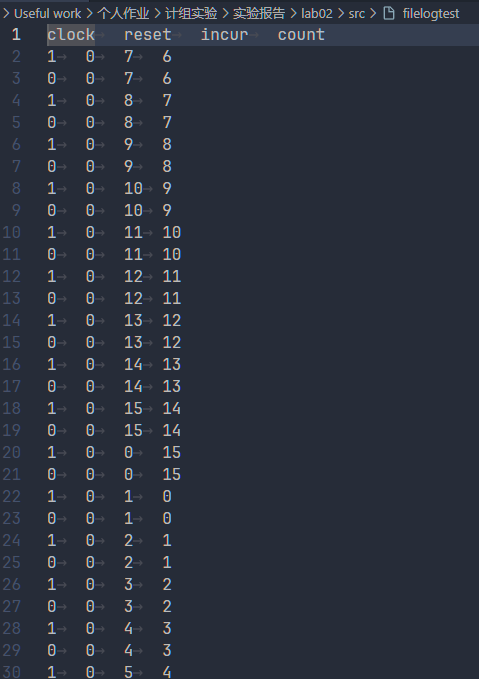 > Useful work > 个人作业 > 计组实验 > 实验报告 > lab02 > src > filelogtest
1 clock→ reset→ incur→ count
2 1→ 0→ 7→ 6
3 0→ 0→ 7→ 6
4 1→ 0→ 8→ 7
5 0→ 0→ 8→ 7
6 1→ 0→ 9→ 8
7 0→ 0→ 9→ 8
8 1→ 0→ 10→ 9
9 0→ 0→ 10→ 9
10 1→ 0→ 11→ 10
11 0→ 0→ 11→ 10
12 1→ 0→ 12→ 11
13 0→ 0→ 12→ 11
14 1→ 0→ 13→ 12
15 0→ 0→ 13→ 12
16 1→ 0→ 14→ 13
17 0→ 0→ 14→ 13
18 1→ 0→ 15→ 14
19 0→ 0→ 15→ 14
20 1→ 0→ 0→ 15
21 0→ 0→ 0→ 15
22 1→ 0→ 1→ 0
23 0→ 0→ 1→ 0
24 1→ 0→ 2→ 1
25 0→ 0→ 2→ 1
26 1→ 0→ 3→ 2
27 0→ 0→ 3→ 2
28 1→ 0→ 4→ 3
29 0→ 0→ 4→ 3
30 1→ 0→ 5→ 4